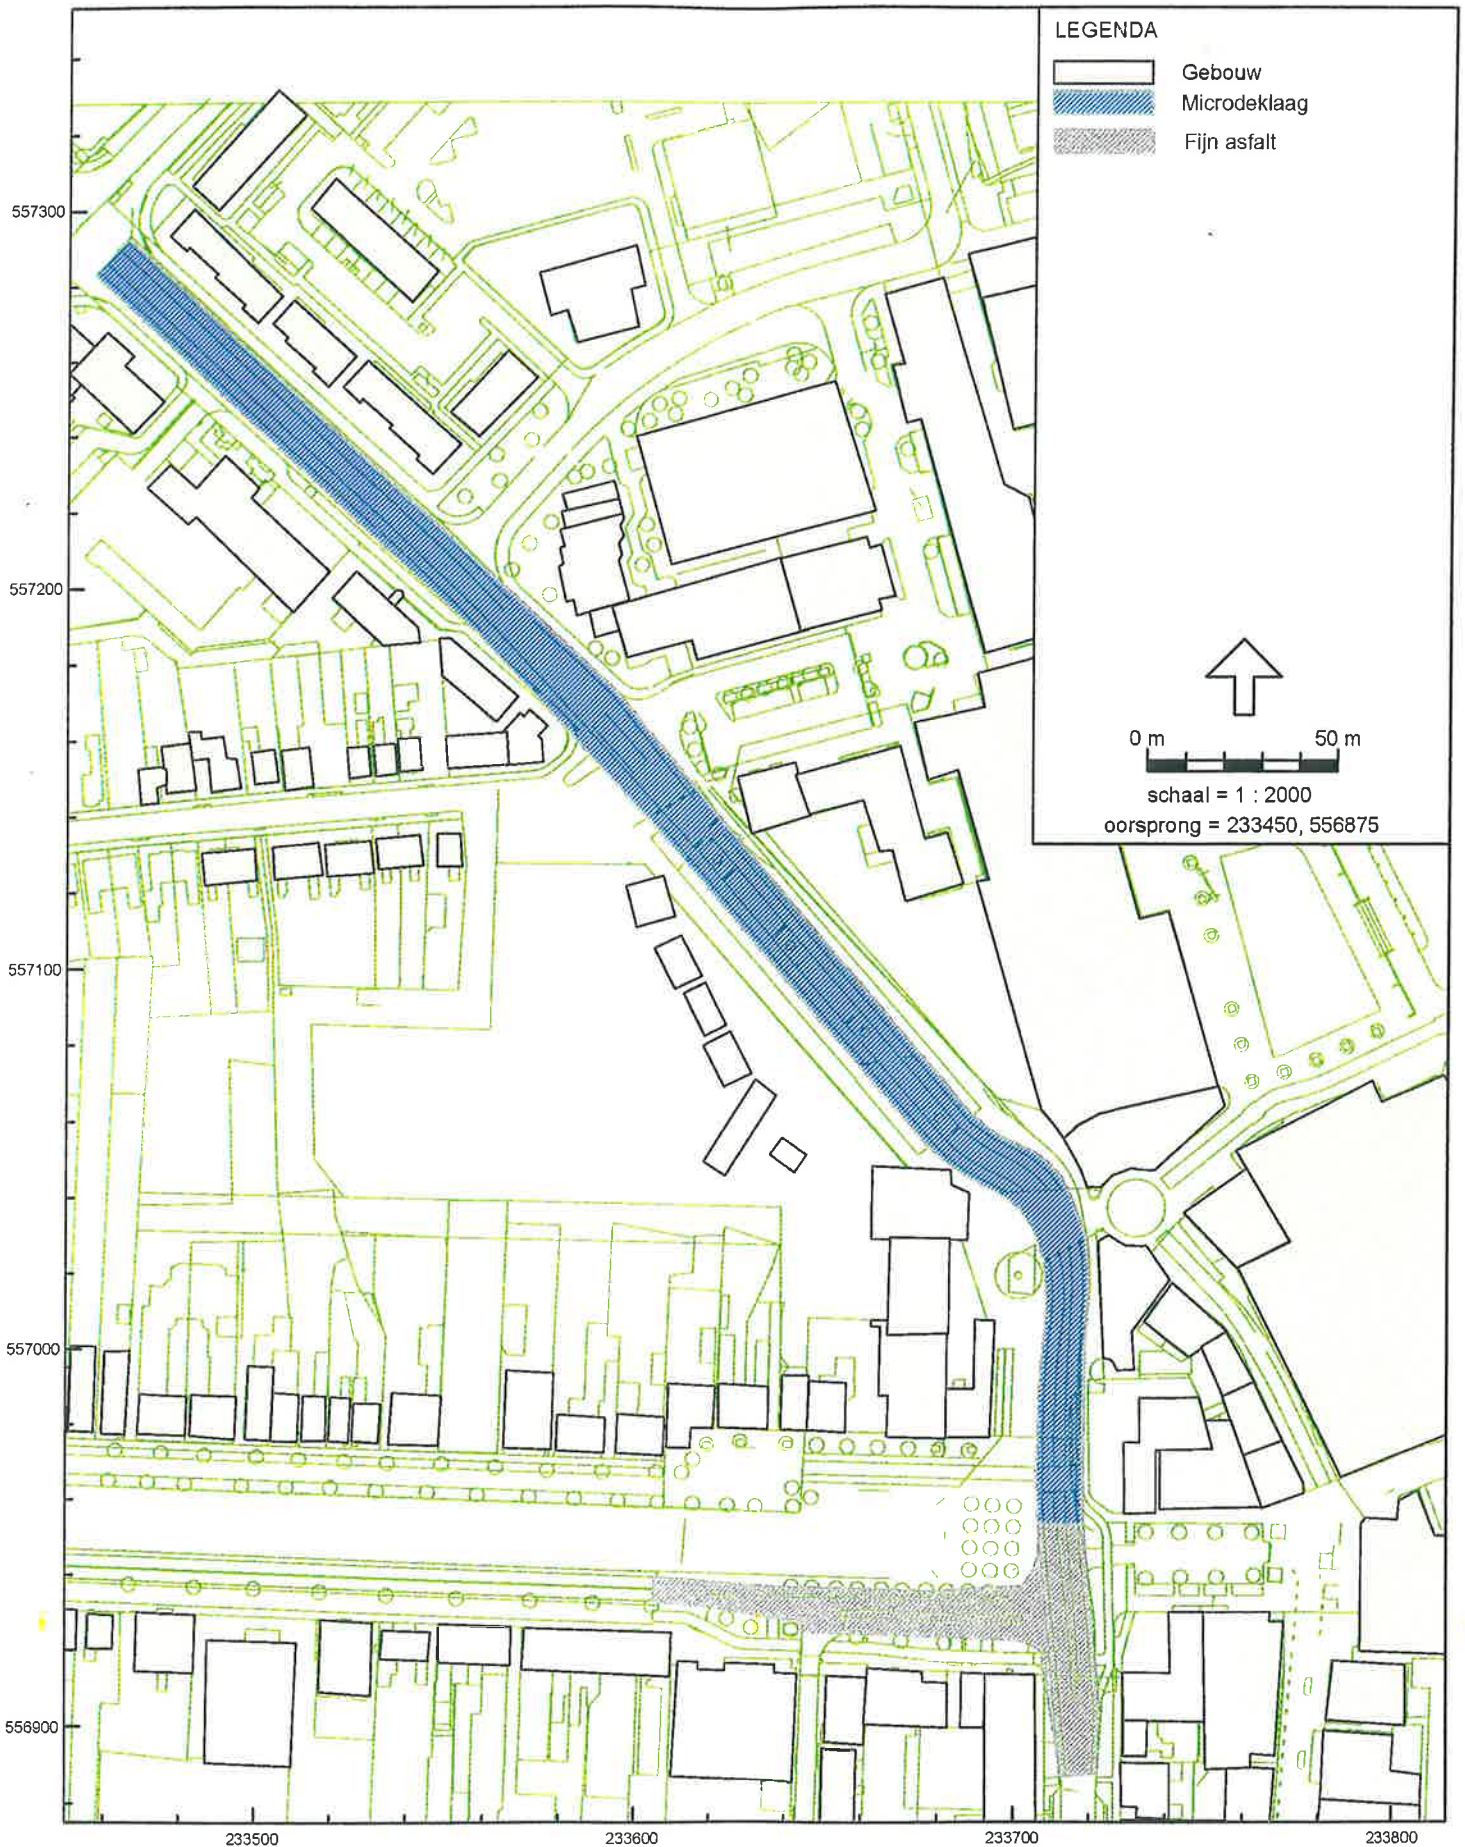 LEGENDA
Gebouw
Microdeklaag
Fijn asfalt
0 m 50 m
schaal = 1 : 2000
oorsprong = 233450, 556875
557300
557200
557100
557000
556900
233500 233600 233700 233800